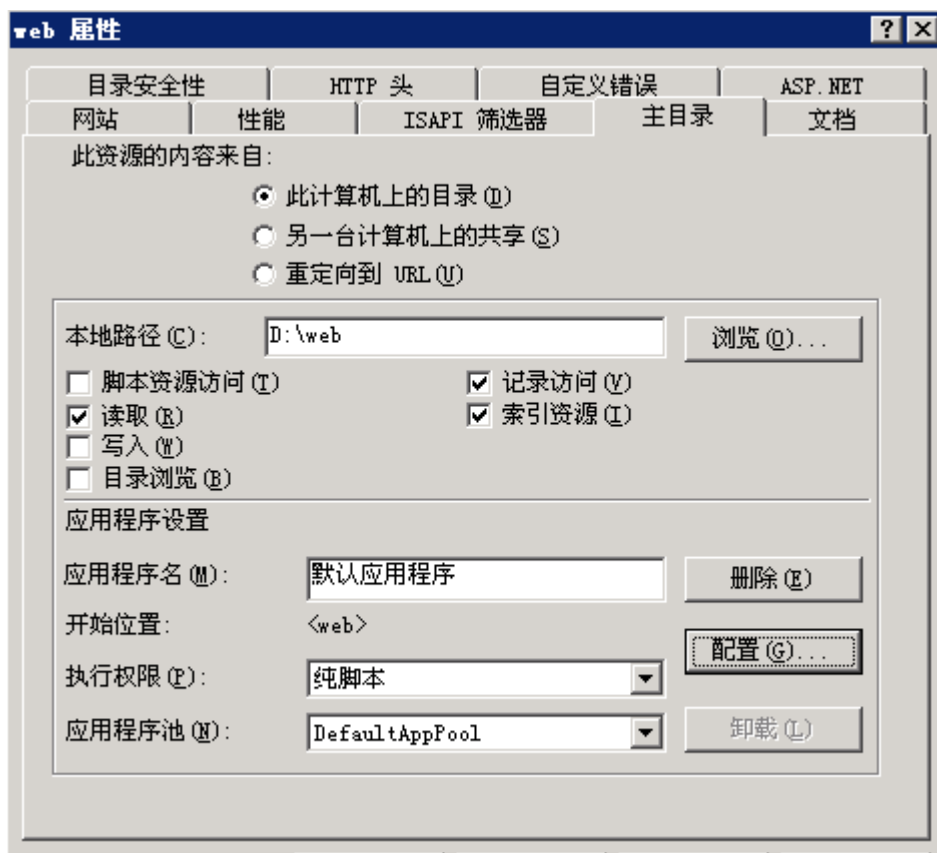 web 属性
目录安全性 HTTP 头 自定义错误 ASP.NET
网站 性能 ISAPI 筛选器 主目录 文档
此资源的内容来自:
此计算机上的目录(D)
另一台计算机上的共享(S)
重定向到 URL(U)
本地路径(C): D:\web 浏览(O)...
脚本资源访问(T) 记录访问(V)
读取(R) 索引资源(I)
写入(W)
目录浏览(B)
应用程序设置
应用程序名(M): 默认应用程序 删除(E)
开始位置: <web>
配置(G)...
执行权限(P): 纯脚本
应用程序池(N): DefaultAppPool 卸载(L)